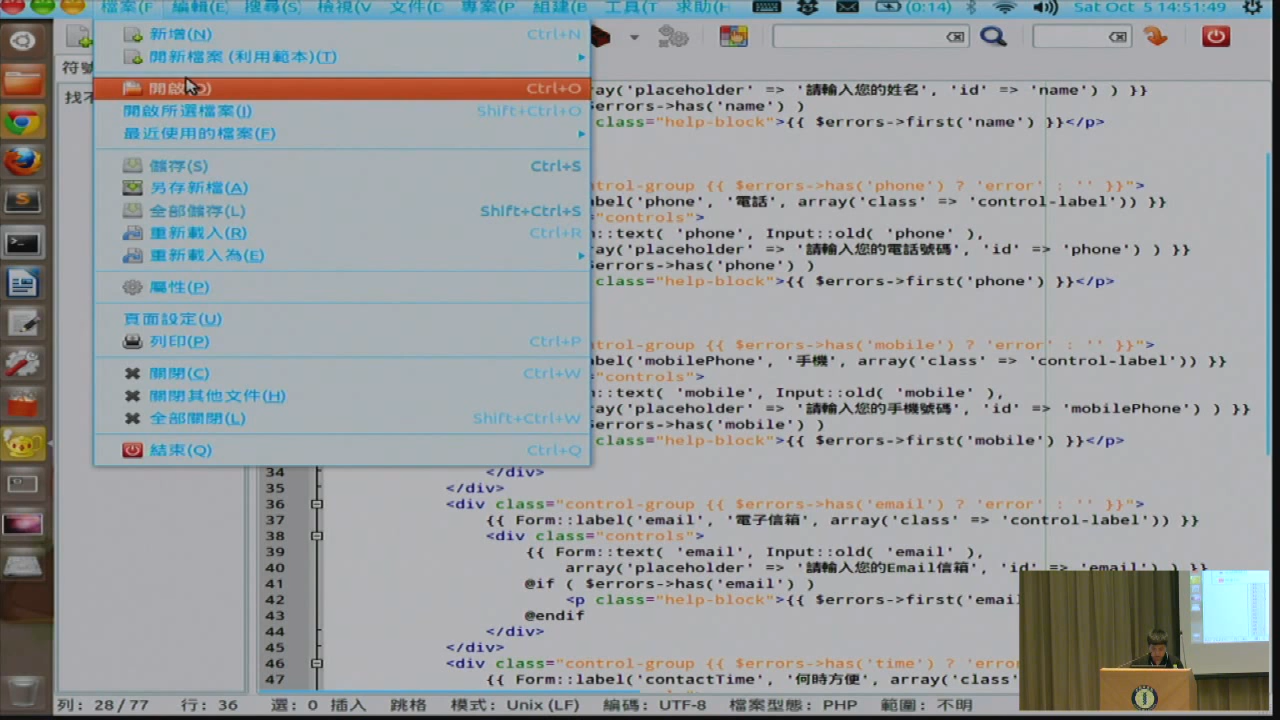 檔案(F 編輯(E) 搜尋(S) 檢視(V 文件(D 專案(P 組建(B 工具(T 求助(H (0:14) Sat Oct 5 14:51:49
新增(N) Ctrl+N
開新檔案 (利用範本)(T)
開啟(O) Ctrl+O
開啟所選檔案(I) Shift+Ctrl+O
最近使用的檔案(F)
儲存(S) Ctrl+S
另存新檔(A)
全部儲存(L) Shift+Ctrl+S
重新載入(R) Ctrl+R
重新載入為(E)
屬性(P)
頁面設定(U)
列印(P) Ctrl+P
關閉(C) Ctrl+W
關閉其他文件(H)
全部關閉(L) Shift+Ctrl+W
結束(Q) Ctrl+Q
符號
找不
ray('placeholder' => '請輸入您的姓名', 'id' => 'name') ) }}
errors->has('name') )
class="help-block">{{ $errors->first('name') }}</p>
ntrol-group {{ $errors->has('phone') ? 'error' : '' }}">
bel('phone', '電話', array('class' => 'control-label')) }}
="controls">
::text( 'phone', Input::old( 'phone' ),
ray('placeholder' => '請輸入您的電話號碼', 'id' => 'phone') ) }}
errors->has('phone') )
class="help-block">{{ $errors->first('phone') }}</p>
ntrol-group {{ $errors->has('mobile') ? 'error' : '' }}">
bel('mobilePhone', '手機', array('class' => 'control-label')) }}
="controls">
::text( 'mobile', Input::old( 'mobile' ),
ray('placeholder' => '請輸入您的手機號碼', 'id' => 'mobilePhone') ) }}
errors->has('mobile') )
class="help-block">{{ $errors->first('mobile') }}</p>
34 </div>
35 </div>
36 <div class="control-group {{ $errors->has('email') ? 'error' : '' }}">
37 {{ Form::label('email', '電子信箱', array('class' => 'control-label')) }}
38 <div class="controls">
39 {{ Form::text( 'email', Input::old( 'email' ),
40 array('placeholder' => '請輸入您的Email信箱', 'id' => 'email') ) }}
41 @if ( $errors->has('email') )
42 <p class="help-block">{{ $errors->first('email
43 @endif
44 </div>
45 </div>
46 <div class="control-group {{ $errors->has('time') ? 'erro
47 {{ Form::label('contactTime', '何時方便', array('class'
列: 28/77 行: 36 選: 0 插入 跳格 模式: Unix (LF) 編碼: UTF-8 檔案型態: PHP 範圍: 不明